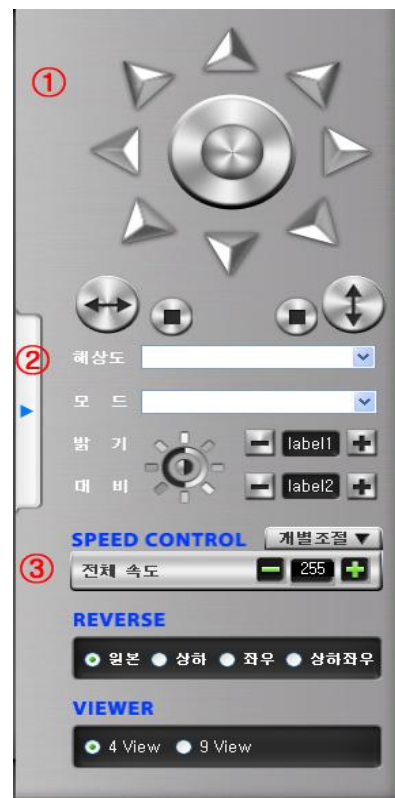 ①
② 해상도
모 드
밝 기 label1
대 비 label2
SPEED CONTROL 개별조절 ▼
③ 전체 속도 255
REVERSE
원본 상하 좌우 상하좌우
VIEWER
4 View 9 View